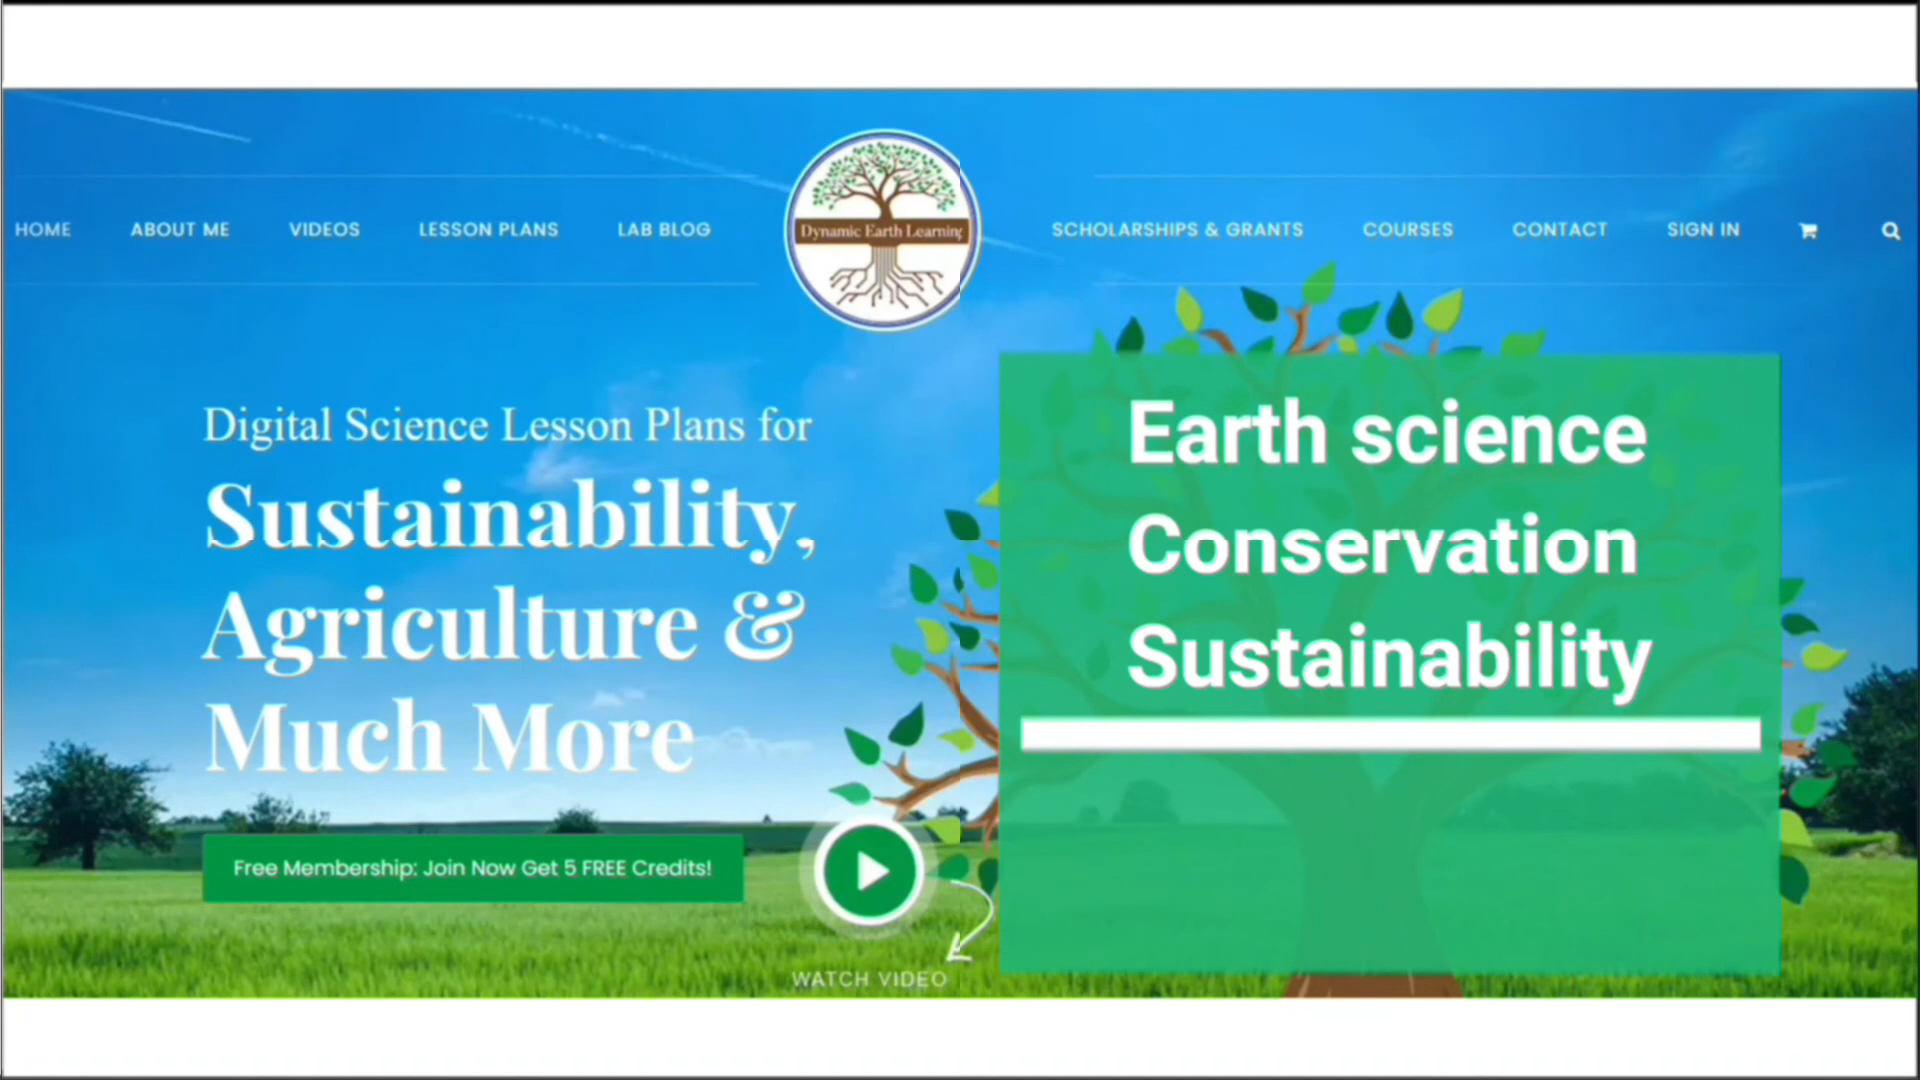 HOME ABOUT ME VIDEOS LESSON PLANS LAB BLOG
Dynamic Earth Learning
SCHOLARSHIPS & GRANTS COURSES CONTACT SIGN IN
Digital Science Lesson Plans for
Sustainability,
Agriculture &
Much More
Free Membership: Join Now Get 5 FREE Credits!
WATCH VIDEO
Earth science
Conservation
Sustainability